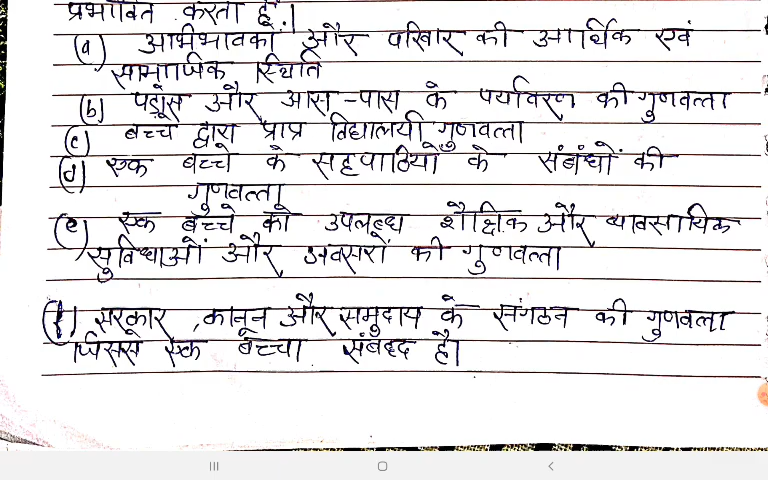 प्रभावित करता है.।
(a) अभिभावकों और परिवार की आर्थिक एवं
सामाजिक स्थिति
(b) पड़ोस और आस-पास के पर्यावरण की गुणवत्ता
(c) बच्चे द्वारा प्राप्त विद्यालयी गुणवत्ता
(d) एक बच्चे के सहपाठियों के संबंधों की
गुणवत्ता
(e) एक बच्चे को उपलब्ध शैक्षिक और व्यावसायिक
सुविधाओं और अवसरों की गुणवत्ता
(f) सरकार, कानून और समुदाय के संगठन की गुणवत्ता
जिससे एक बच्चा संबद्द है।